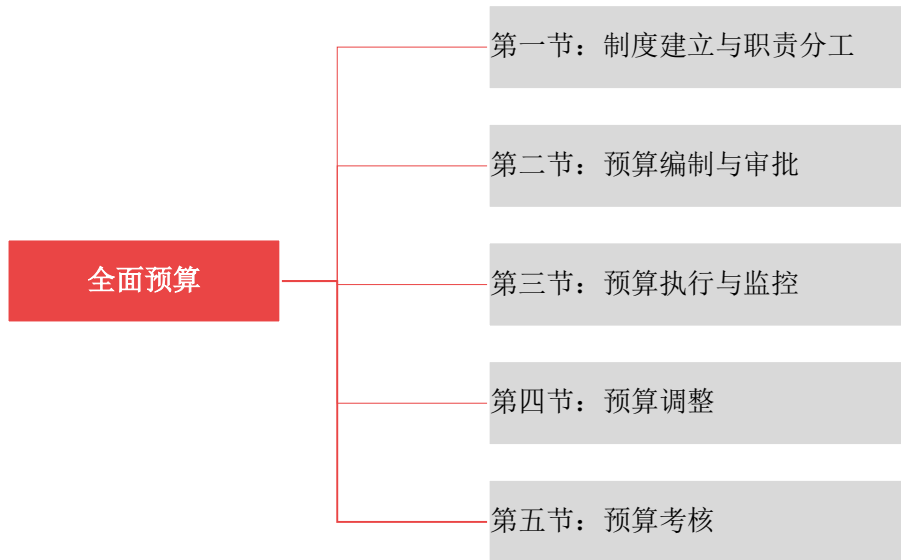 第一节：制度建立与职责分工
第二节：预算编制与审批
全面预算
第三节：预算执行与监控
第四节：预算调整
第五节：预算考核